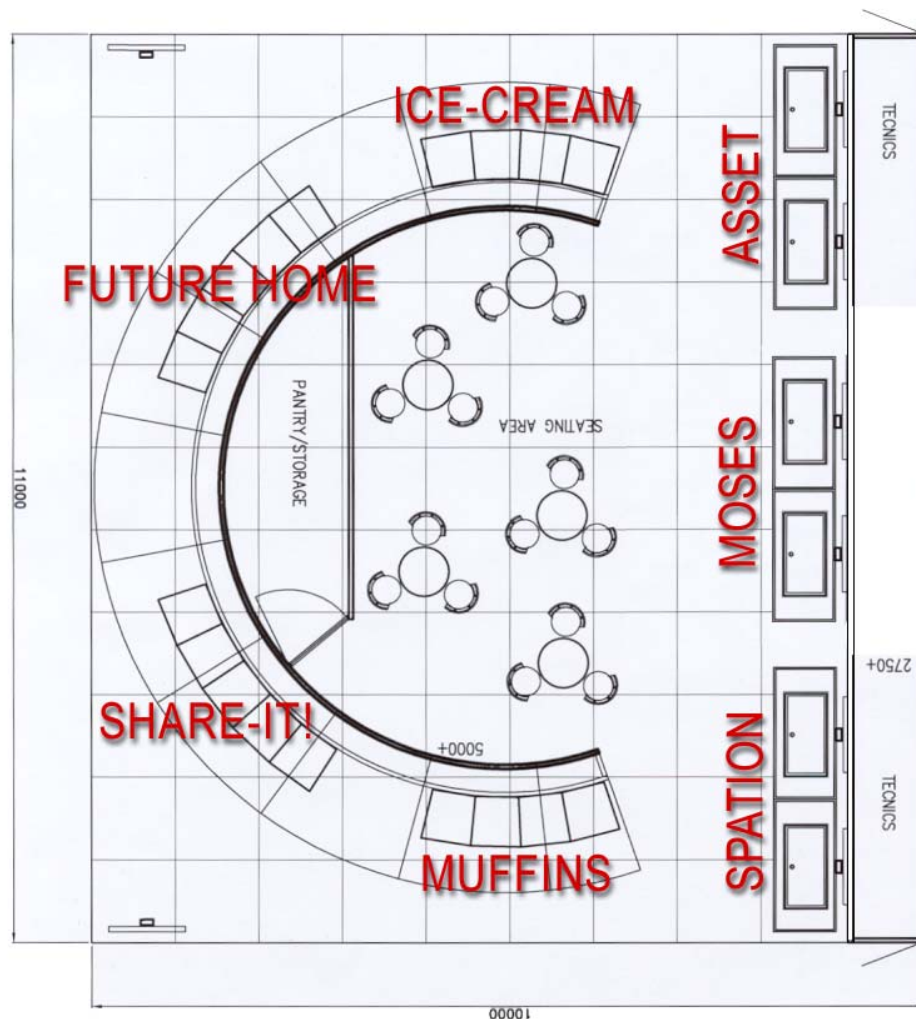 ICE-CREAM
TECNICS
ASSET
FUTURE HOME
PANTRY/STORAGE
SEATING AREA
11000
MOSES
2750+
SHARE-IT!
5000+
SPATION
TECNICS
MUFFINS
10000